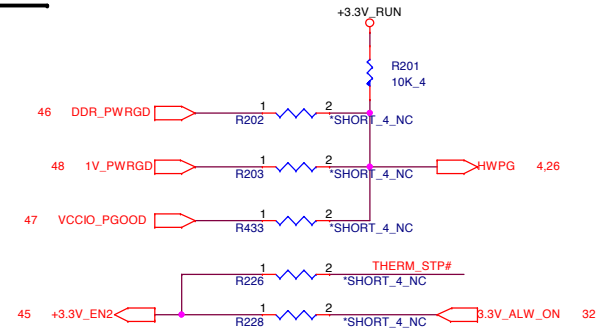 +3.3V_RUN
R201
10K_4
46 DDR_PWRGD 1 2
R202 *SHORT_4_NC
48 1V_PWRGD 1 2 HWPG 4,26
R203 *SHORT_4_NC
47 VCCIO_PGOOD 1 2
R433 *SHORT_4_NC
1 2 THERM_STP#
R226 *SHORT_4_NC
45 +3.3V_EN2 1 2 3.3V_ALW_ON 32
R228 *SHORT_4_NC